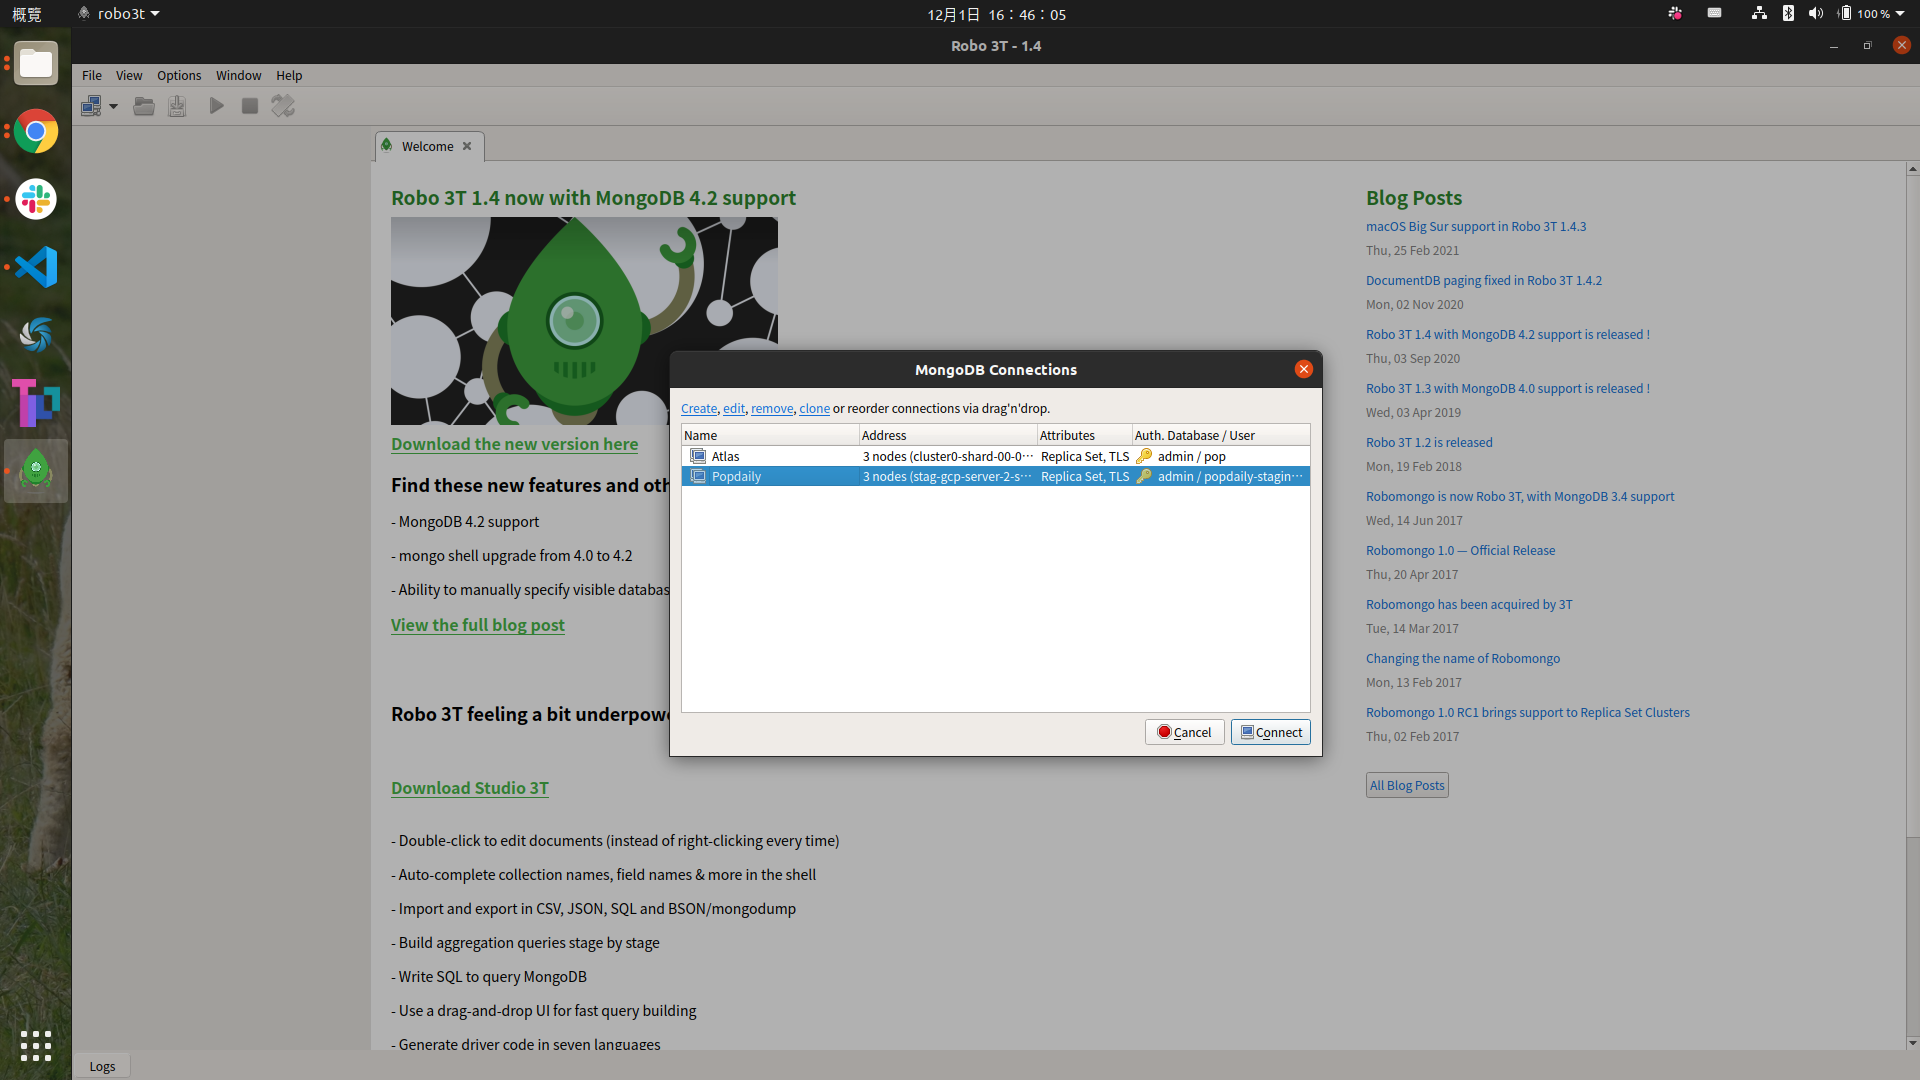 概覽
robo3t
12月1日 16：46：05
100 %
Robo 3T - 1.4
File View Options Window Help
Welcome
Robo 3T 1.4 now with MongoDB 4.2 support
Download the new version here
Find these new features and oth
- MongoDB 4.2 support
- mongo shell upgrade from 4.0 to 4.2
- Ability to manually specify visible databas
View the full blog post
Robo 3T feeling a bit underpow
Download Studio 3T
- Double-click to edit documents (instead of right-clicking every time)
- Auto-complete collection names, field names & more in the shell
- Import and export in CSV, JSON, SQL and BSON/mongodump
- Build aggregation queries stage by stage
- Write SQL to query MongoDB
- Use a drag-and-drop UI for fast query building
- Generate driver code in seven languages
MongoDB Connections
Create, edit, remove, clone or reorder connections via drag'n'drop.
Name Address Attributes Auth. Database / User
Atlas 3 nodes (cluster0-shard-00-0··· Replica Set, TLS admin / pop
Popdaily 3 nodes (stag-gcp-server-2-s··· Replica Set, TLS admin / popdaily-stagin···
Cancel Connect
Blog Posts
macOS Big Sur support in Robo 3T 1.4.3
Thu, 25 Feb 2021
DocumentDB paging fixed in Robo 3T 1.4.2
Mon, 02 Nov 2020
Robo 3T 1.4 with MongoDB 4.2 support is released !
Thu, 03 Sep 2020
Robo 3T 1.3 with MongoDB 4.0 support is released !
Wed, 03 Apr 2019
Robo 3T 1.2 is released
Mon, 19 Feb 2018
Robomongo is now Robo 3T, with MongoDB 3.4 support
Wed, 14 Jun 2017
Robomongo 1.0 — Official Release
Thu, 20 Apr 2017
Robomongo has been acquired by 3T
Tue, 14 Mar 2017
Changing the name of Robomongo
Mon, 13 Feb 2017
Robomongo 1.0 RC1 brings support to Replica Set Clusters
Thu, 02 Feb 2017
All Blog Posts
Logs